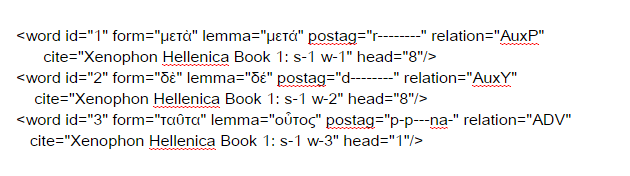 <word id="1" form="μετὰ" lemma="μετά" postag="r--------" relation="AuxP"
cite="Xenophon Hellenica Book 1: s-1 w-1" head="8"/>
<word id="2" form="δὲ" lemma="δέ" postag="d--------" relation="AuxY"
cite="Xenophon Hellenica Book 1: s-1 w-2" head="8"/>
<word id="3" form="ταῦτα" lemma="οὗτος" postag="p-p---na-" relation="ADV"
cite="Xenophon Hellenica Book 1: s-1 w-3" head="1"/>